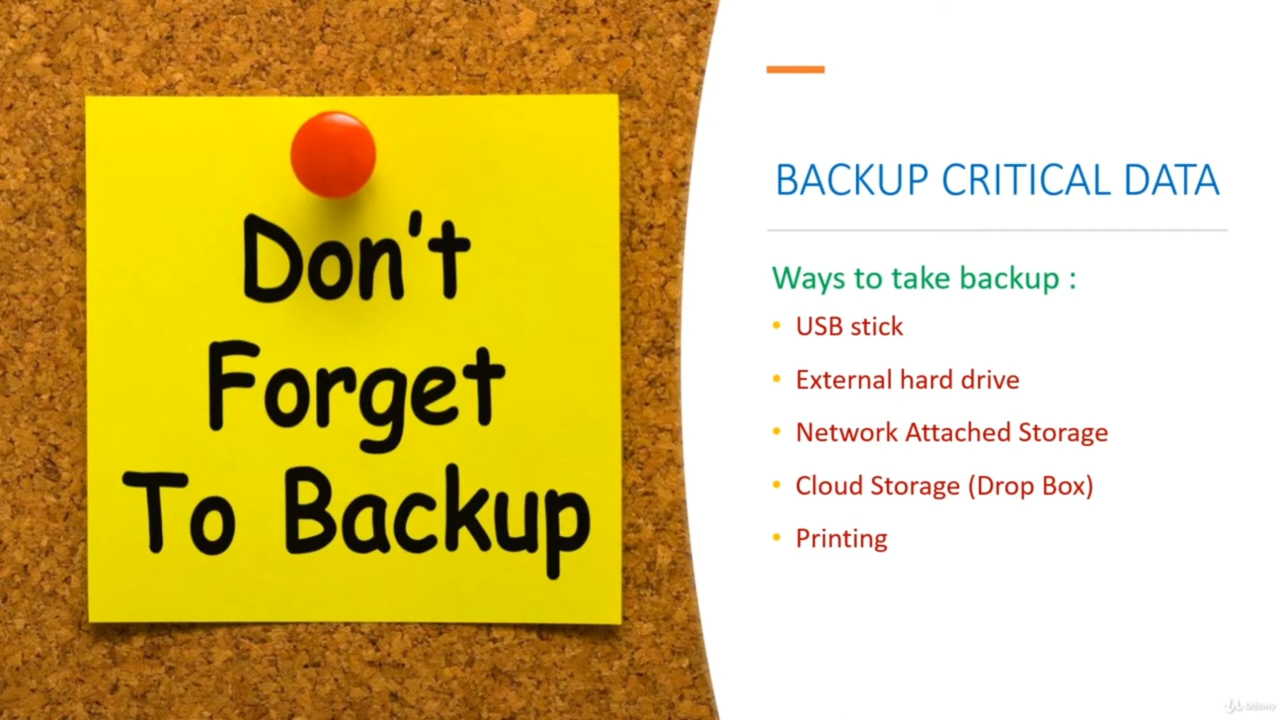 Don't
Forget
To Backup
BACKUP CRITICAL DATA
Ways to take backup :
• USB stick
• External hard drive
• Network Attached Storage
• Cloud Storage (Drop Box)
• Printing
Udemy